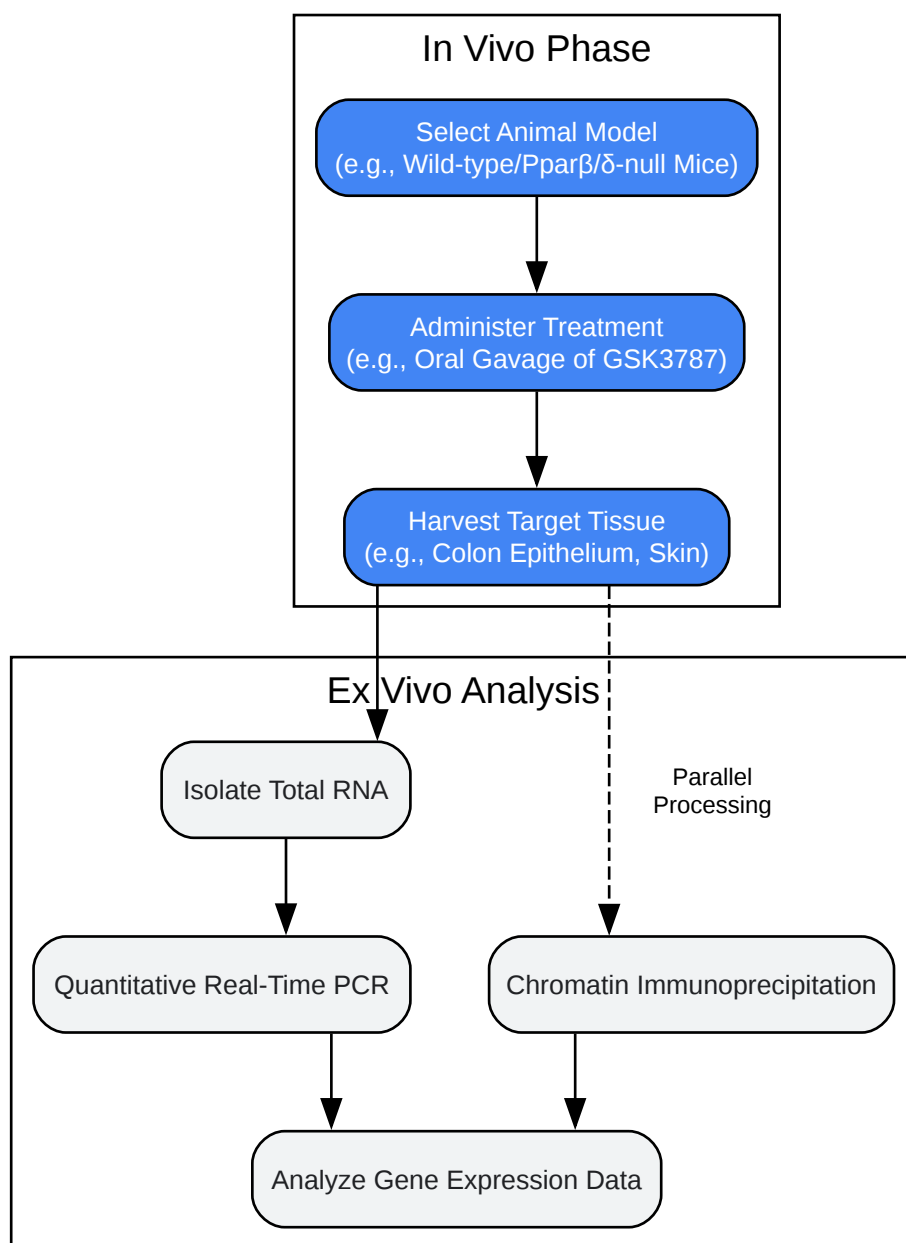 In Vivo Phase
Select Animal Model
(e.g., Wild-type/Pparβ/δ-null Mice)
Administer Treatment
(e.g., Oral Gavage of GSK3787)
Harvest Target Tissue
(e.g., Colon Epithelium, Skin)
Ex Vivo Analysis
Isolate Total RNA
Parallel
Processing
Quantitative Real-Time PCR
Chromatin Immunoprecipitation
Analyze Gene Expression Data